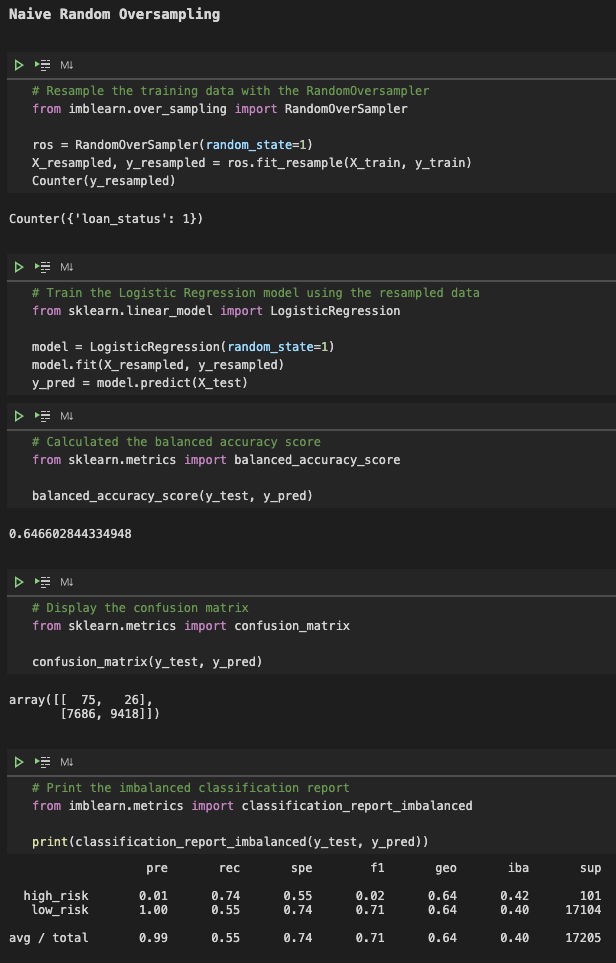 Naive Random Oversampling
M↓
# Resample the training data with the RandomOversampler
from imblearn.over_sampling import RandomOverSampler
ros = RandomOverSampler(random_state=1)
X_resampled, y_resampled = ros.fit_resample(X_train, y_train)
Counter(y_resampled)
Counter({'loan_status': 1})
M↓
# Train the Logistic Regression model using the resampled data
from sklearn.linear_model import LogisticRegression
model = LogisticRegression(random_state=1)
model.fit(X_resampled, y_resampled)
y_pred = model.predict(X_test)
M↓
# Calculated the balanced accuracy score
from sklearn.metrics import balanced_accuracy_score
balanced_accuracy_score(y_test, y_pred)
0.646602844334948
M↓
# Display the confusion matrix
from sklearn.metrics import confusion_matrix
confusion_matrix(y_test, y_pred)
array([[  75,   26],
       [7686, 9418]])
M↓
# Print the imbalanced classification report
from imblearn.metrics import classification_report_imbalanced
print(classification_report_imbalanced(y_test, y_pred))
                   pre       rec       spe        f1       geo       iba       sup
  high_risk       0.01      0.74      0.55      0.02      0.64      0.42       101
   low_risk       1.00      0.55      0.74      0.71      0.64      0.40     17104
avg / total       0.99      0.55      0.74      0.71      0.64      0.40     17205